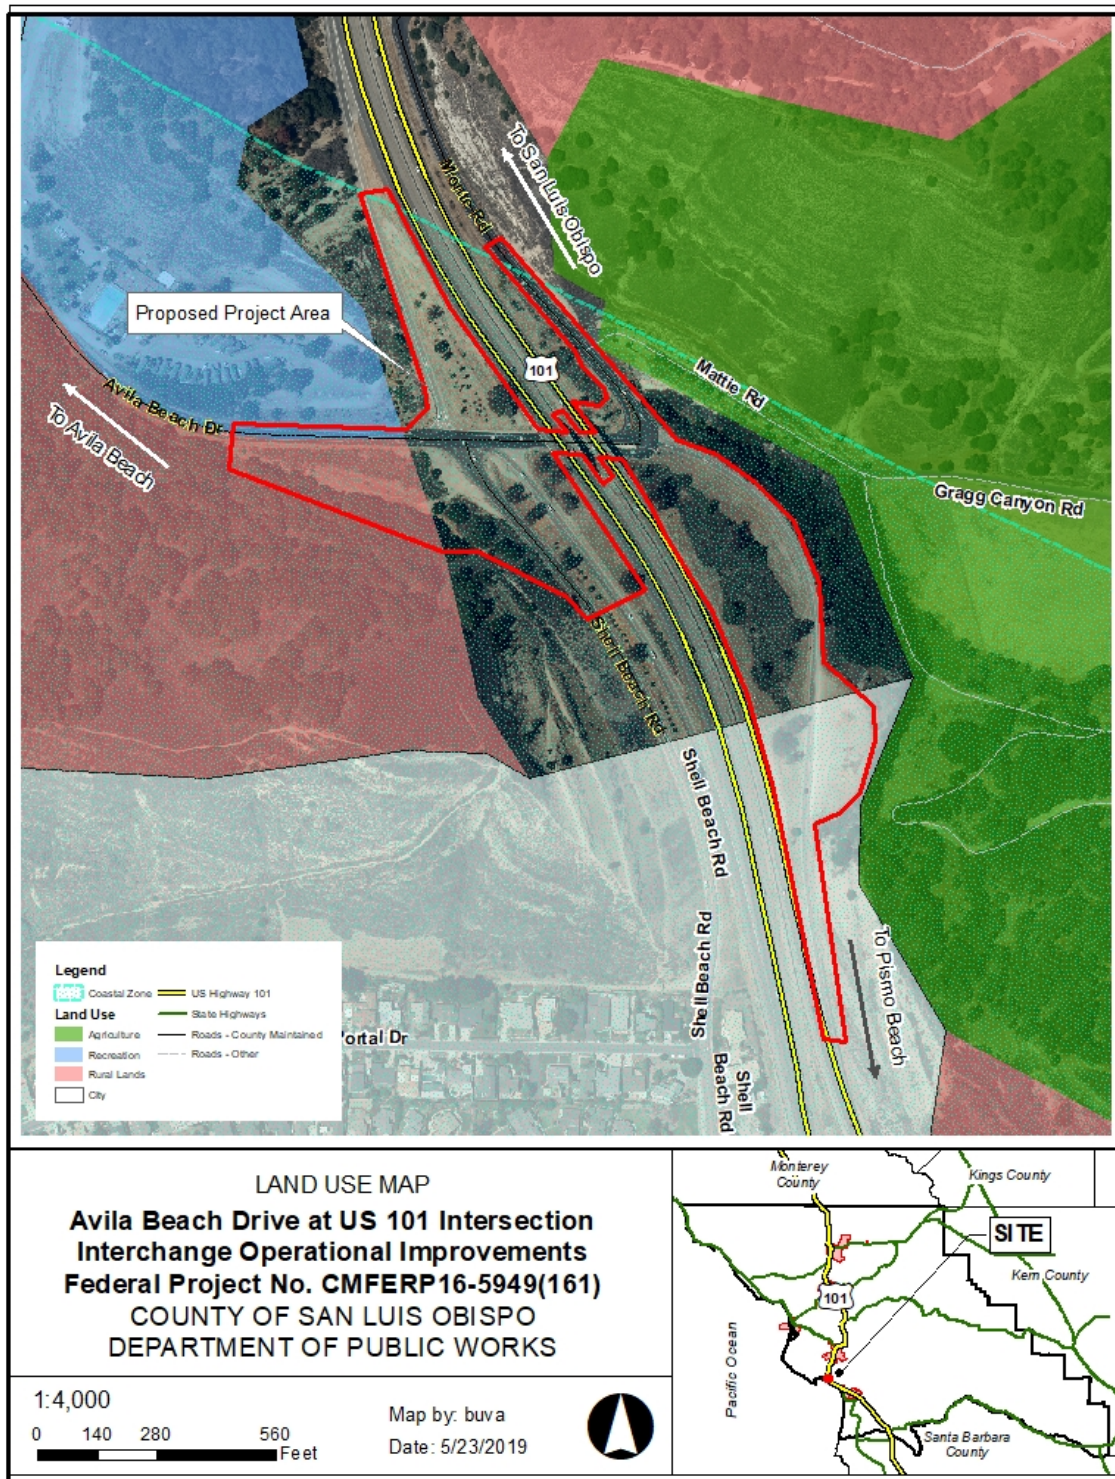 To San Luis Obispo
Monte Rd
Proposed Project Area
101
Mattie Rd
Avila Beach Dr
To Avila Beach
Gragg Canyon Rd
Shell Beach Rd
Shell Beach Rd
Shell Beach Rd
To Pismo Beach
Portal Dr
Shell
Beach Rd
Legend
Coastal Zone
US Highway 101
Land Use
State Highways
Agriculture
Roads - County Maintained
Recreation
Roads - Other
Rural Lands
City
LAND USE MAP
Avila Beach Drive at US 101 Intersection
Interchange Operational Improvements
Federal Project No. CMFERP16-5949(161)
COUNTY OF SAN LUIS OBISPO
DEPARTMENT OF PUBLIC WORKS
1:4,000
0 140 280 560
Feet
Map by: buva
Date: 5/23/2019
Monterey
County
Kings County
SITE
Kern County
101
Pacific Ocean
Santa Barbara
County